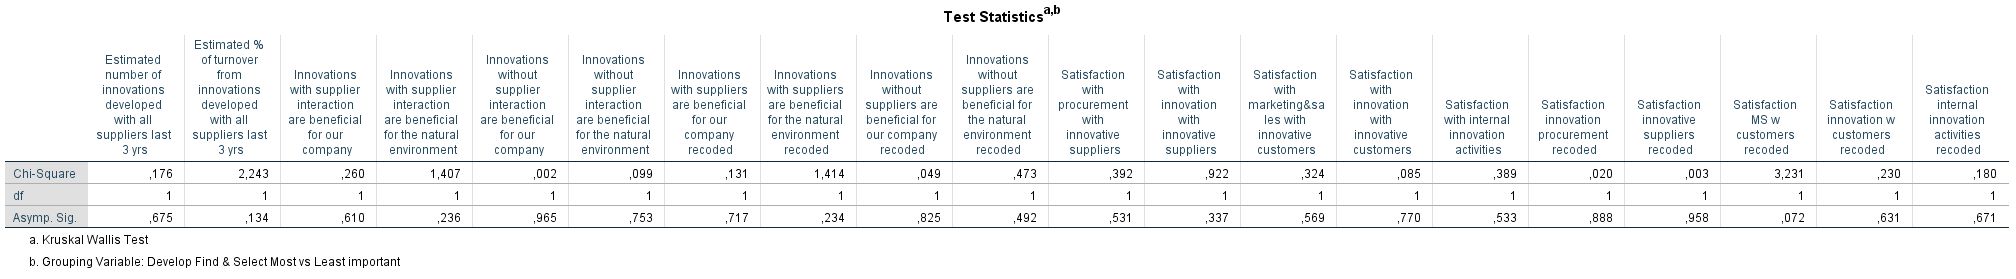 Test Statisticsa,b
Estimated number of innovations developed with all suppliers last 3 yrs
Estimated % of turnover from innovations developed with all suppliers last 3 yrs
Innovations with supplier interaction are beneficial for our company
Innovations with supplier interaction are beneficial for the natural environment
Innovations without supplier interaction are beneficial for our company
Innovations without supplier interaction are beneficial for the natural environment
Innovations with suppliers are beneficial for our company recoded
Innovations with suppliers are beneficial for the natural environment recoded
Innovations without suppliers are beneficial for our company recoded
Innovations without suppliers are beneficial for the natural environment recoded
Satisfaction with procurement with innovative suppliers
Satisfaction with innovation with innovative suppliers
Satisfaction with marketing&sa les with innovative customers
Satisfaction with innovation with innovative customers
Satisfaction with internal innovation activities
Satisfaction innovation procurement recoded
Satisfaction innovative suppliers recoded
Satisfaction MS w customers recoded
Satisfaction innovation w customers recoded
Satisfaction internal innovation activities recoded
Chi-Square ,176 2,243 ,260 1,407 ,002 ,099 ,131 1,414 ,049 ,473 ,392 ,922 ,324 ,085 ,389 ,020 ,003 3,231 ,230 ,180
df 1 1 1 1 1 1 1 1 1 1 1 1 1 1 1 1 1 1 1 1
Asymp. Sig. ,675 ,134 ,610 ,236 ,965 ,753 ,717 ,234 ,825 ,492 ,531 ,337 ,569 ,770 ,533 ,888 ,958 ,072 ,631 ,671
a. Kruskal Wallis Test
b. Grouping Variable: Develop Find & Select Most vs Least important